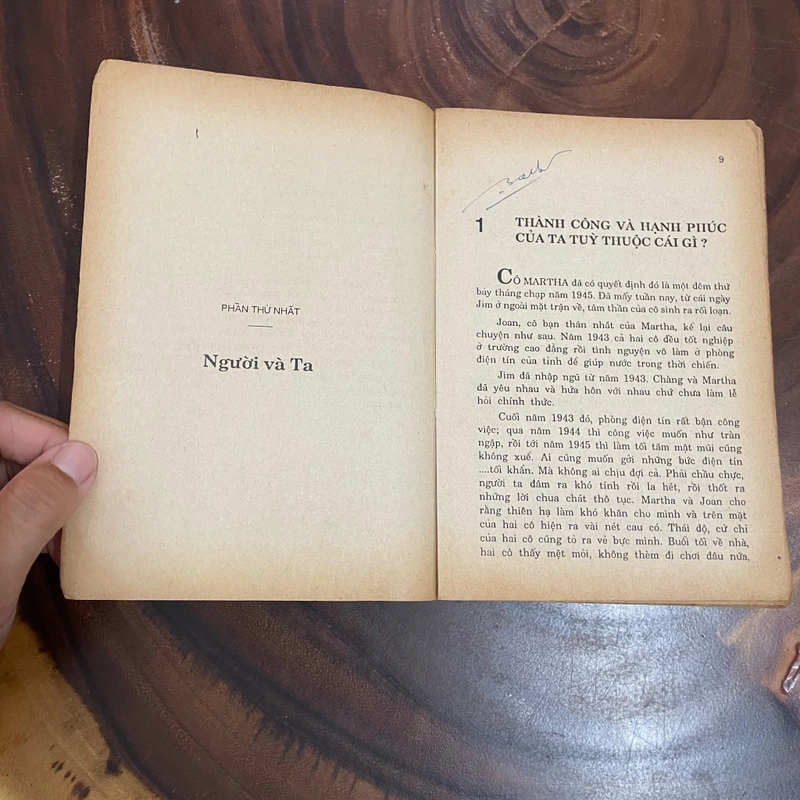 PHẦN THỨ NHẤT
Người và Ta
9
1 THÀNH CÔNG VÀ HẠNH PHÚC
CỦA TA TUỲ THUỘC CÁI GÌ ?
CÔ MARTHA đã có quyết định đó là một đêm thứ
bảy tháng chạp năm 1945. Đã mấy tuần nay, từ cái ngày
Jim ở ngoài mặt trận về, tâm thần của cô sinh ra rối loạn.
Joan, cô bạn thân nhất của Martha, kể lại câu
chuyện như sau. Năm 1943 cả hai cô đều tốt nghiệp
ở trường cao đẳng rồi tình nguyện vô làm ở phòng
điện tín của tỉnh để giúp nước trong thời chiến.
Jim đã nhập ngũ từ năm 1943. Chàng và Martha
đã yêu nhau và hứa hôn với nhau chứ chưa làm lễ
hỏi chính thức.
Cuối năm 1943 đó, phòng điện tín rất bận công
việc; qua năm 1944 thì công việc muốn như tràn
ngập, rồi tới năm 1945 thì làm tối tăm mặt mũi cũng
không xuể. Ai cũng muốn gởi những bức điện tín
....tối khẩn. Mà không ai chịu đợi cả. Phải chầu chực,
người ta đâm ra khó tính rồi la hét, rồi thốt ra
những lời chua chát thô tục. Martha và Joan cho
rằng thiên hạ làm khó khăn cho mình và trên mặt
của hai cô hiện ra vài nét cau có. Thái độ, cử chỉ
của hai cô cũng tỏ ra vẻ bực mình. Buổi tối về nhà,
hai cô thấy mệt mỏi, không thèm đi chơi đâu nữa,